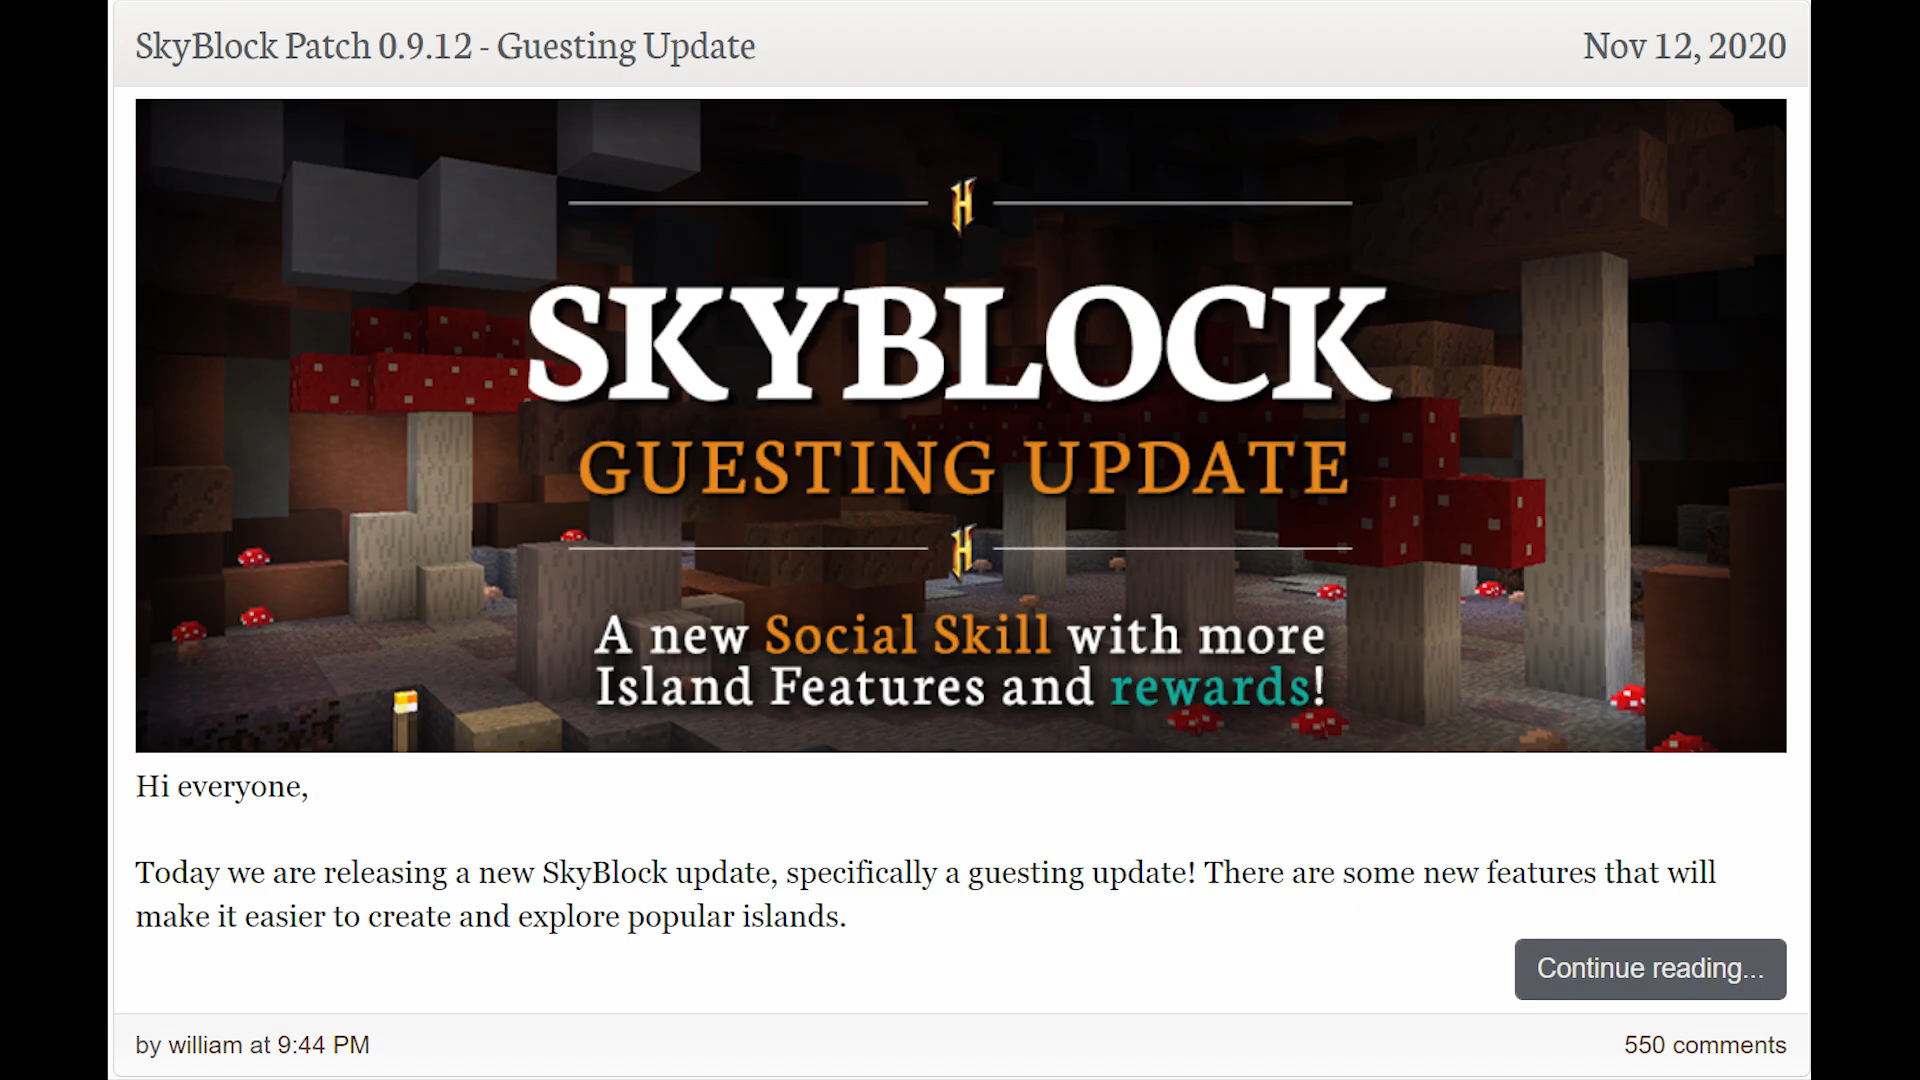 SkyBlock Patch 0.9.12 - Guesting Update
Nov 12, 2020
H
SKYBLOCK
GUESTING UPDATE
H
A new Social Skill with more
Island Features and rewards!
Hi everyone,
Today we are releasing a new SkyBlock update, specifically a guesting update! There are some new features that will
make it easier to create and explore popular islands.
Continue reading...
by william at 9:44 PM
550 comments